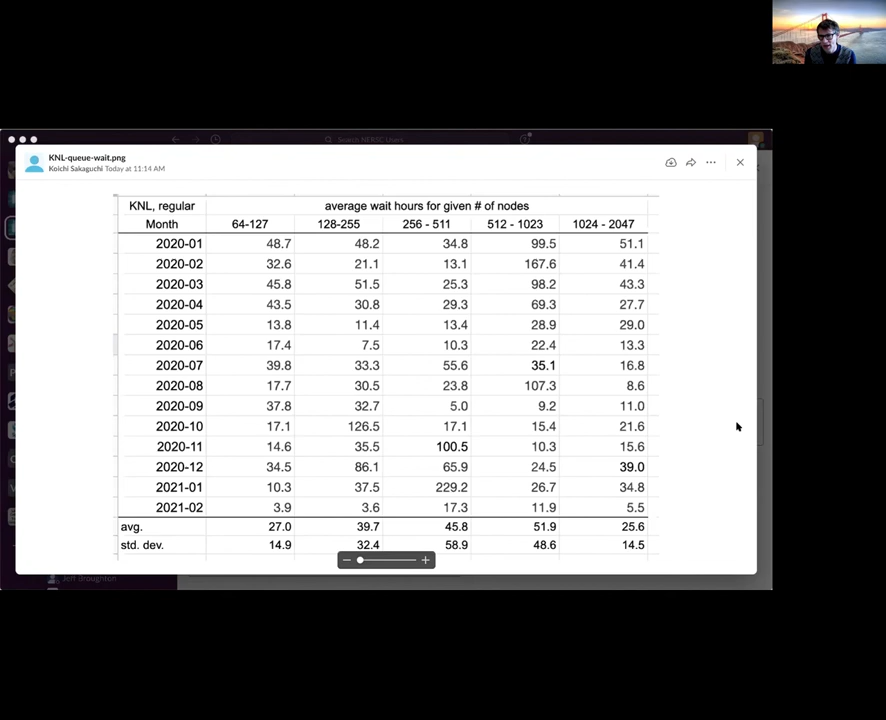 Search NERSC Users
KNL-queue-wait.png
Koichi Sakaguchi Today at 11:14 AM
KNL, regular average wait hours for given # of nodes
Month 64-127 128-255 256 - 511 512 - 1023 1024 - 2047
2020-01 48.7 48.2 34.8 99.5 51.1
2020-02 32.6 21.1 13.1 167.6 41.4
2020-03 45.8 51.5 25.3 98.2 43.3
2020-04 43.5 30.8 29.3 69.3 27.7
2020-05 13.8 11.4 13.4 28.9 29.0
2020-06 17.4 7.5 10.3 22.4 13.3
2020-07 39.8 33.3 55.6 35.1 16.8
2020-08 17.7 30.5 23.8 107.3 8.6
2020-09 37.8 32.7 5.0 9.2 11.0
2020-10 17.1 126.5 17.1 15.4 21.6
2020-11 14.6 35.5 100.5 10.3 15.6
2020-12 34.5 86.1 65.9 24.5 39.0
2021-01 10.3 37.5 229.2 26.7 34.8
2021-02 3.9 3.6 17.3 11.9 5.5
avg. 27.0 39.7 45.8 51.9 25.6
std. dev. 14.9 32.4 58.9 48.6 14.5
Jeff Broughton